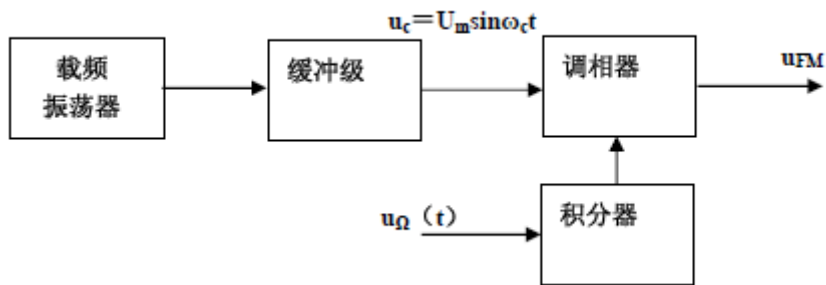 u_c＝U_m sinω_c t
载频
振荡器
缓冲级
调相器
u_FM
u_Ω（t）
积分器